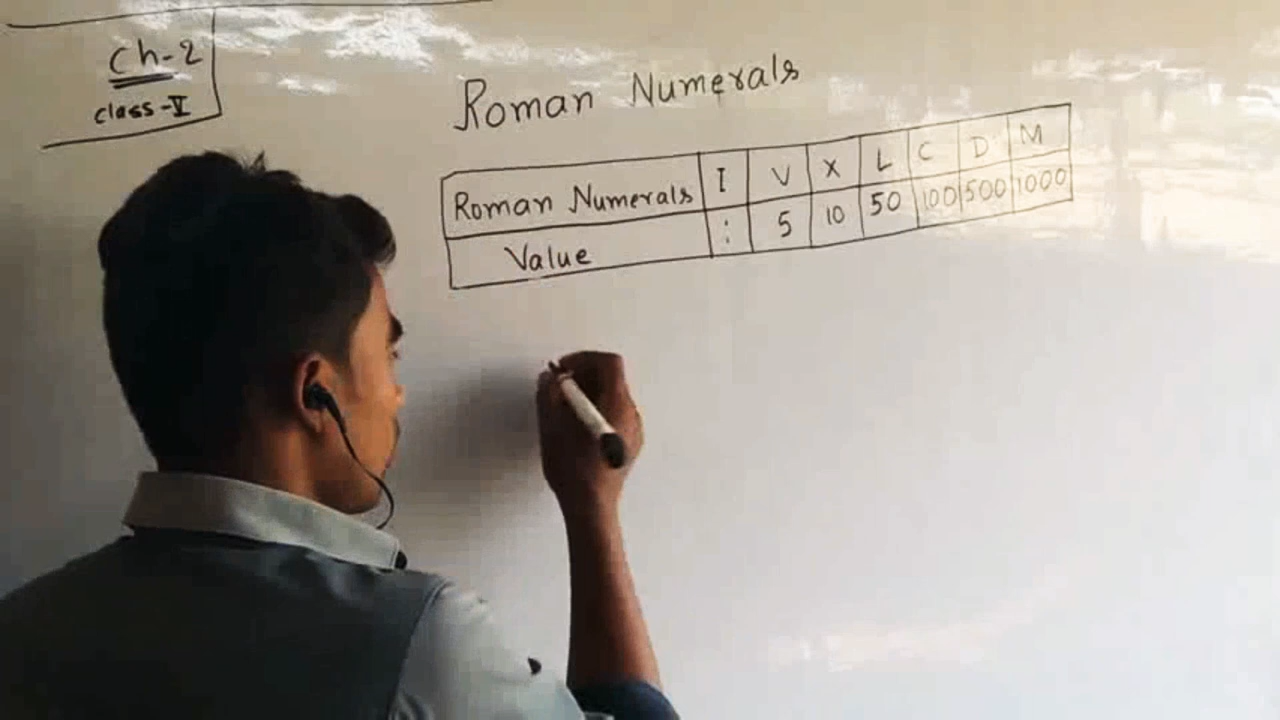 Ch-2
class-V
Roman Numerals
Roman Numerals I V X L C D M
Value : 5 10 50 100 500 1000